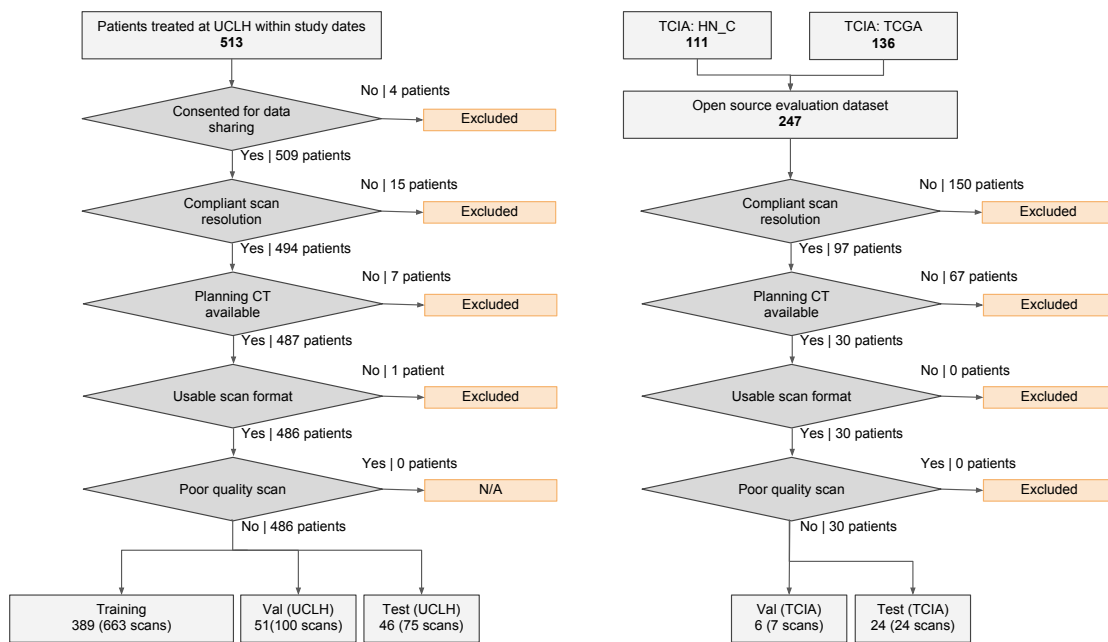 Patients treated at UCLH within study dates
513
No | 4 patients
Consented for data
sharing
Excluded
Yes | 509 patients
No | 15 patients
Compliant scan
resolution
Excluded
Yes | 494 patients
No | 7 patients
Planning CT
available
Excluded
Yes | 487 patients
No | 1 patient
Usable scan format
Excluded
Yes | 486 patients
Yes | 0 patients
Poor quality scan
N/A
No | 486 patients
Training
389 (663 scans)
Val (UCLH)
51(100 scans)
Test (UCLH)
46 (75 scans)
TCIA: HN_C
111
TCIA: TCGA
136
Open source evaluation dataset
247
No | 150 patients
Compliant scan
resolution
Excluded
Yes | 97 patients
No | 67 patients
Planning CT
available
Excluded
Yes | 30 patients
No | 0 patients
Usable scan format
Excluded
Yes | 30 patients
Yes | 0 patients
Poor quality scan
Excluded
No | 30 patients
Val (TCIA)
6 (7 scans)
Test (TCIA)
24 (24 scans)